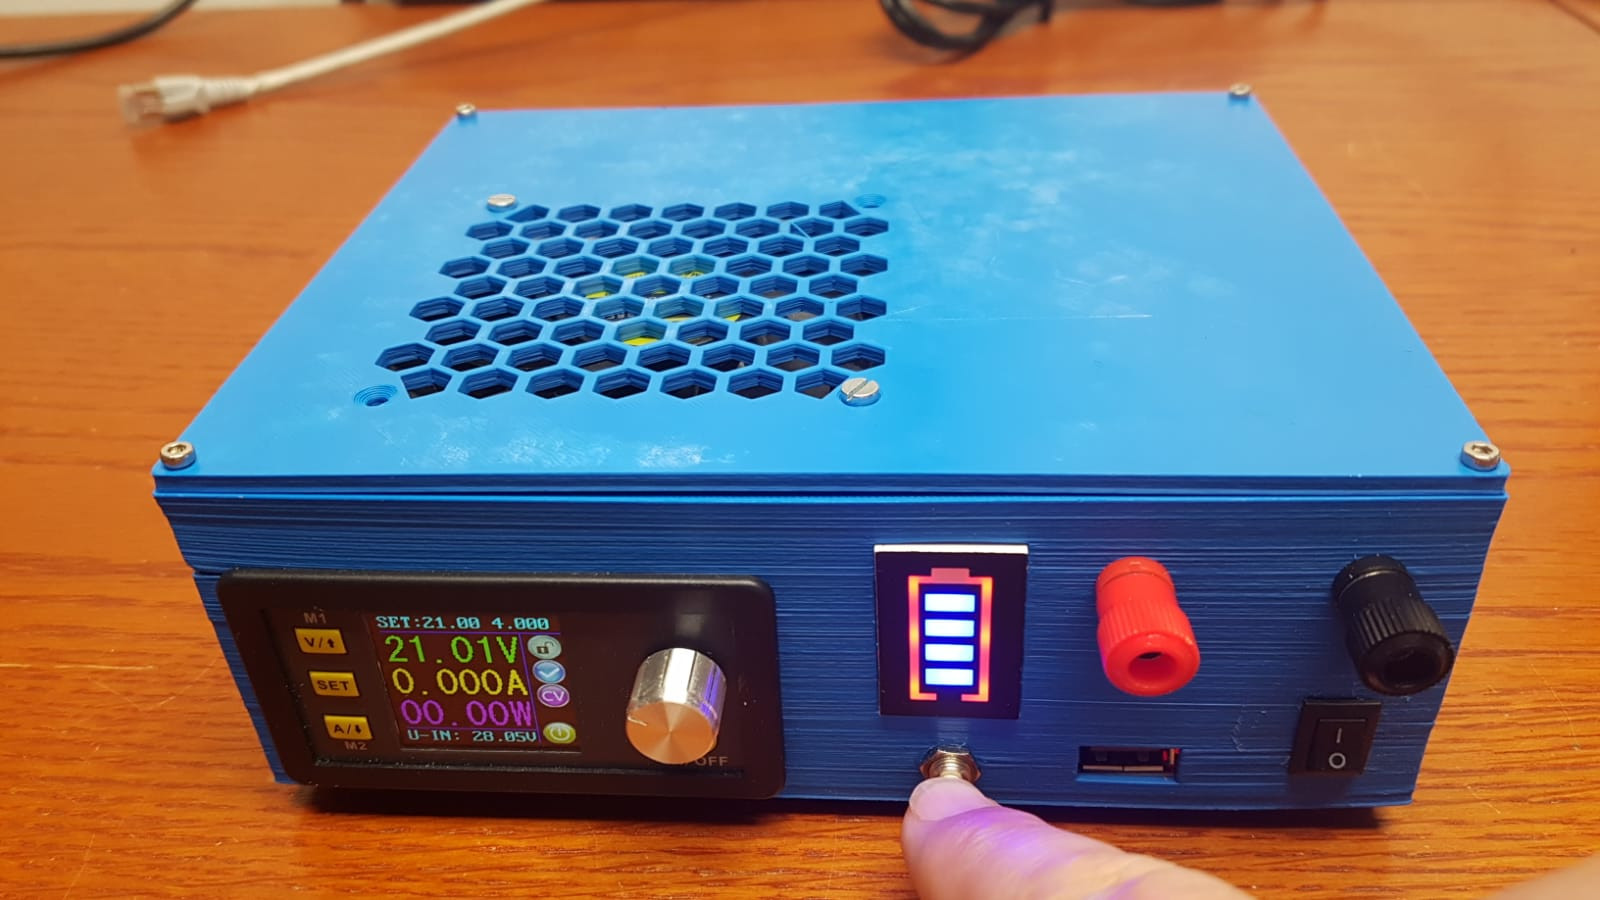 M1
V/⬆
SET
A/⬇
M2
SET:21.00 4.000
21.01V
0.000A
00.00W
U-IN: 28.05V
CV
/OFF
I
O